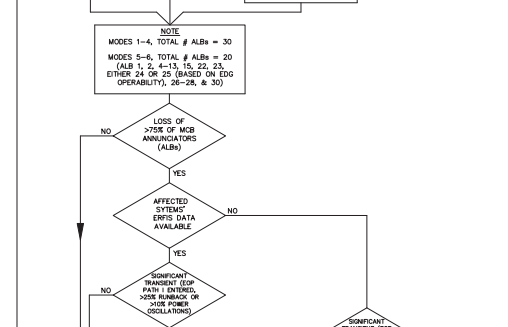 NOTE
MODES 1-4, TOTAL # ALBs = 30
MODES 5-6, TOTAL # ALBs = 20
(ALB 1, 2, 4-13, 15, 22, 23,
EITHER 24 OR 25 (BASED ON EDG
OPERABILITY), 26-28, & 30)
LOSS OF
>75% OF MCB
ANNUNCIATORS
(ALBs)
NO
YES
AFFECTED
SYTEMS'
ERFIS DATA
AVAILABLE
NO
YES
SIGNIFICANT
TRANSIENT (EOP
PATH I ENTERED,
>25% RUNBACK OR
>10% POWER
OSCILLATIONS)
NO
SIGNIFICANT